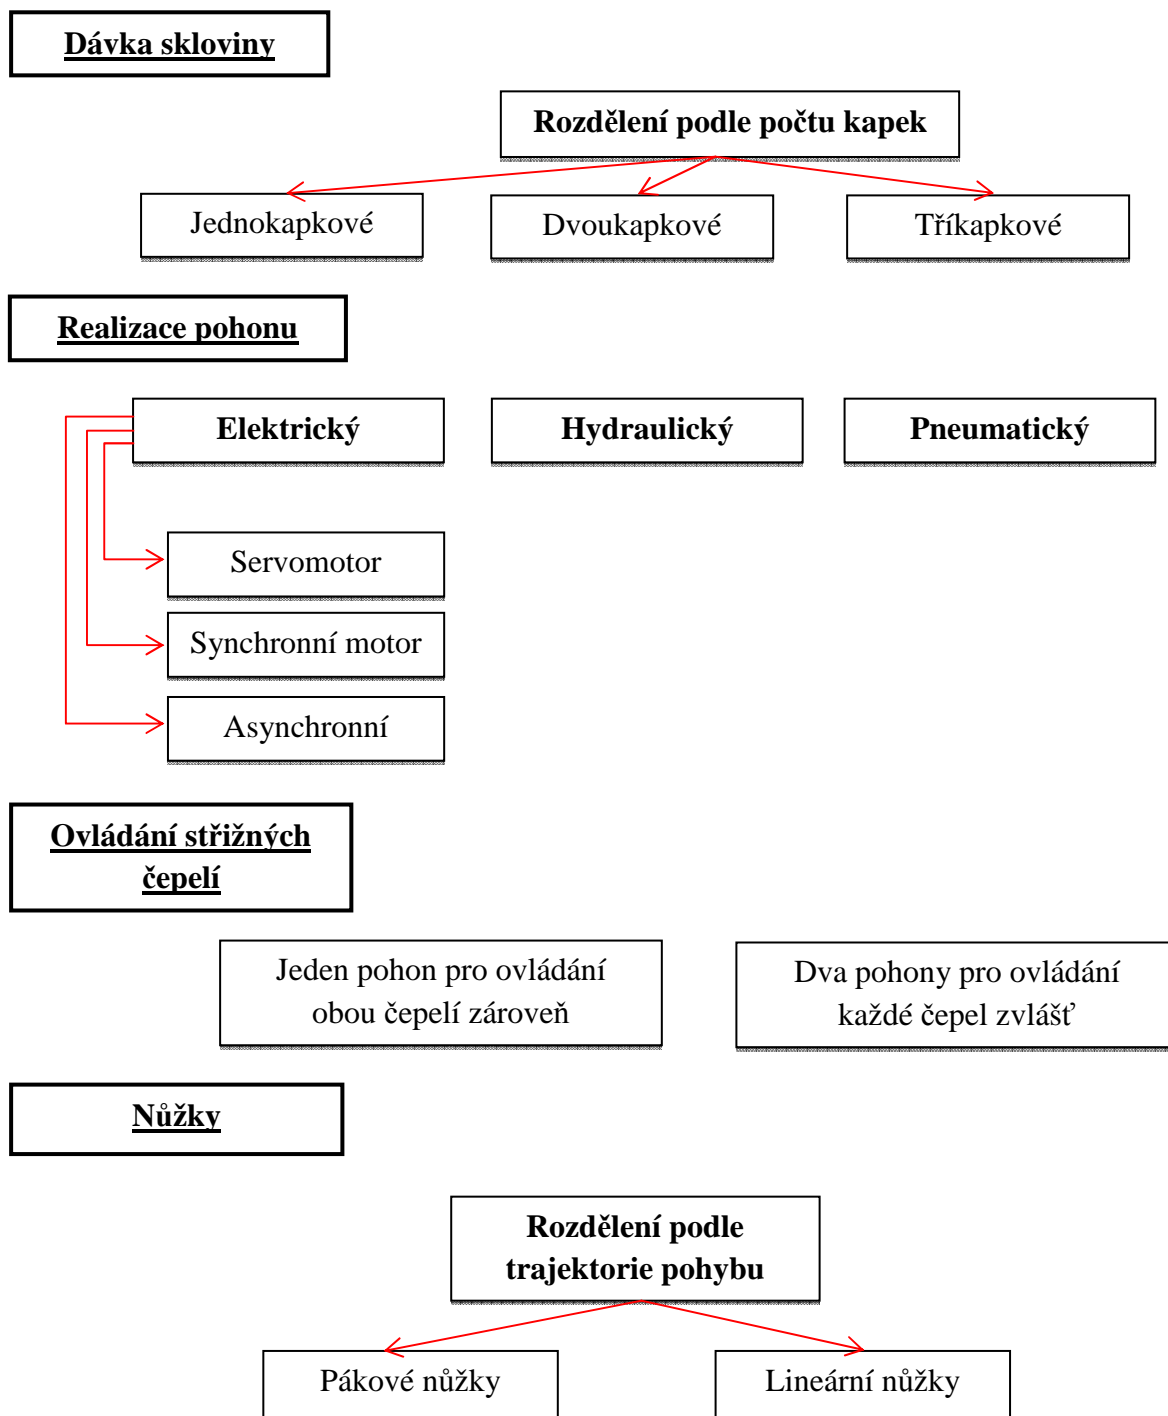 Dávka skloviny
Rozdělení podle počtu kapek
Jednokapkové
Dvoukapkové
Tříkapkové
Realizace pohonu
Elektrický
Hydraulický
Pneumatický
Servomotor
Synchronní motor
Asynchronní
Ovládání střižných
čepelí
Jeden pohon pro ovládání
obou čepelí zároveň
Dva pohony pro ovládání
každé čepel zvlášť
Nůžky
Rozdělení podle
trajektorie pohybu
Pákové nůžky
Lineární nůžky